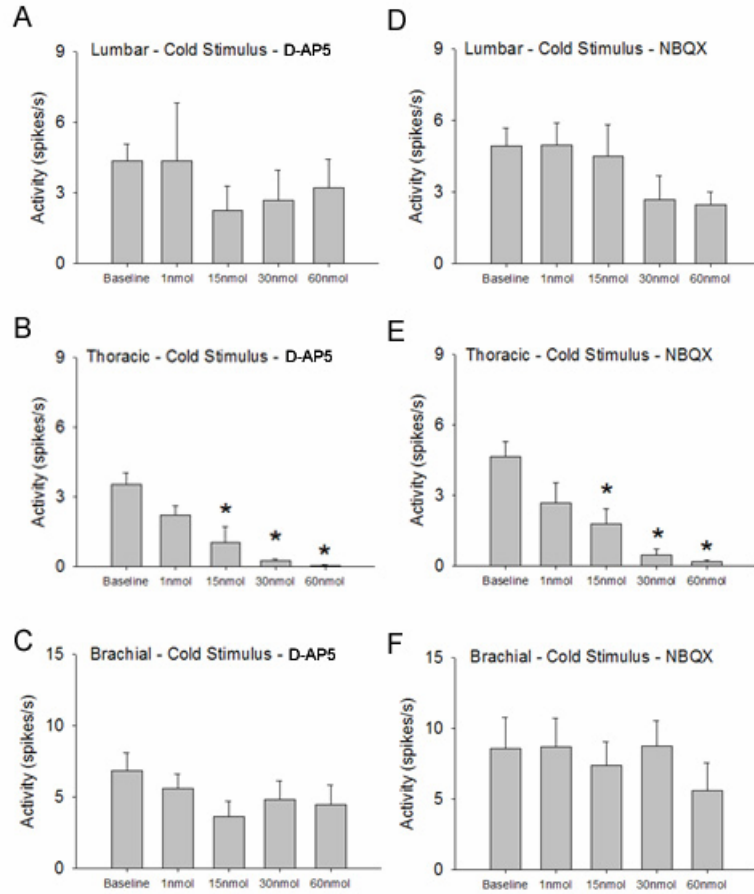 A
Lumbar - Cold Stimulus - D-AP5
Activity (spikes/s)
9
6
3
0
Baseline 1nmol 15nmol 30nmol 60nmol
B
Thoracic - Cold Stimulus - D-AP5
Activity (spikes/s)
9
6
3
0
* * *
Baseline 1nmol 15nmol 30nmol 60nmol
C
Brachial - Cold Stimulus - D-AP5
Activity (spikes/s)
15
10
5
0
Baseline 1nmol 15nmol 30nmol 60nmol
D
Lumbar - Cold Stimulus - NBQX
Activity (spikes/s)
9
6
3
0
Baseline 1nmol 15nmol 30nmol 60nmol
E
Thoracic - Cold Stimulus - NBQX
Activity (spikes/s)
9
6
3
0
* * *
Baseline 1nmol 15nmol 30nmol 60nmol
F
Brachial - Cold Stimulus - NBQX
Activity (spikes/s)
15
10
5
0
Baseline 1nmol 15nmol 30nmol 60nmol